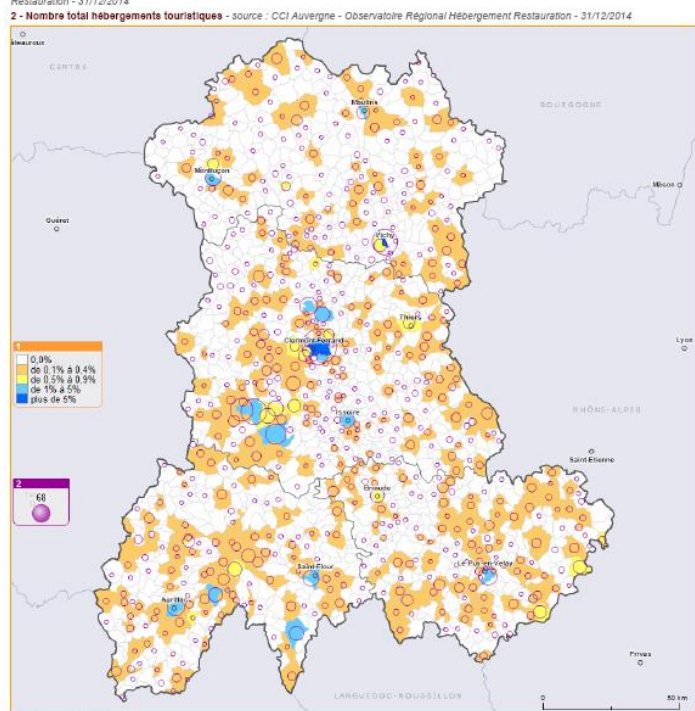 Restauration - 31/12/2014
2 - Nombre total hébergements touristiques - source : CCI Auvergne - Observatoire Régional Hébergement Restauration - 31/12/2014
CENTRE
BOURGOGNE
Moulins
Mâcon
Montluçon
Guéret
Vichy
Thiers
Clermont-Ferrand
Lyon
1
0,0%
de 0,1% à 0,4%
de 0,5% à 0,9%
de 1% à 5%
plus de 5%
RHÔNE-ALPES
Issoire
Saint-Etienne
2
68
Brioude
Saint-Flour
Le Puy-en-Velay
Aurillac
Privas
LANGUEDOC-ROUSSILLON
0
50 km